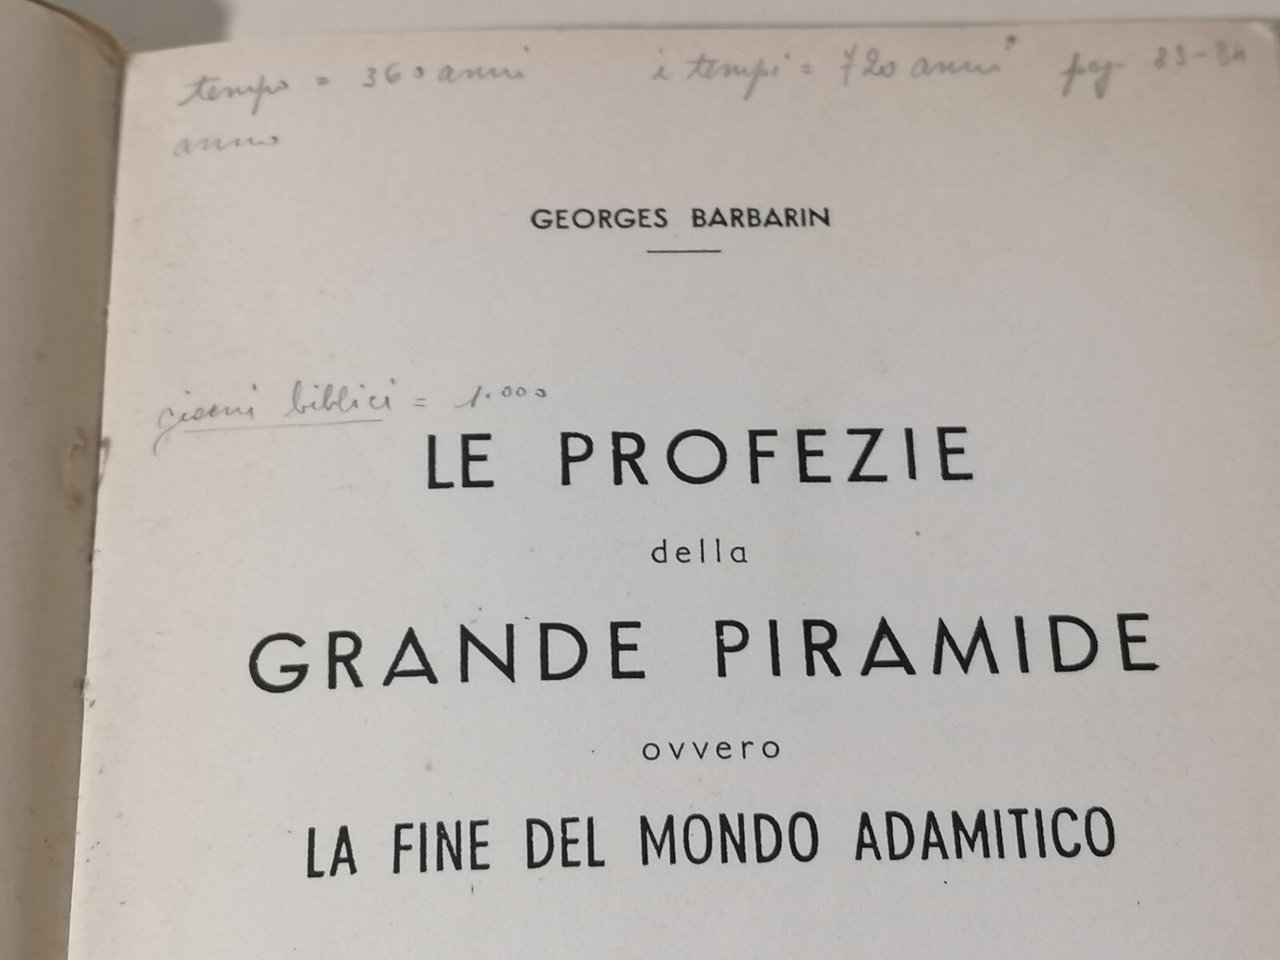 tempo = 360 anni i tempi = 720 anni pag. 83-84
anno
GEORGES BARBARIN
giorni biblici = 1.000
LE PROFEZIE
della
GRANDE PIRAMIDE
ovvero
LA FINE DEL MONDO ADAMITICO